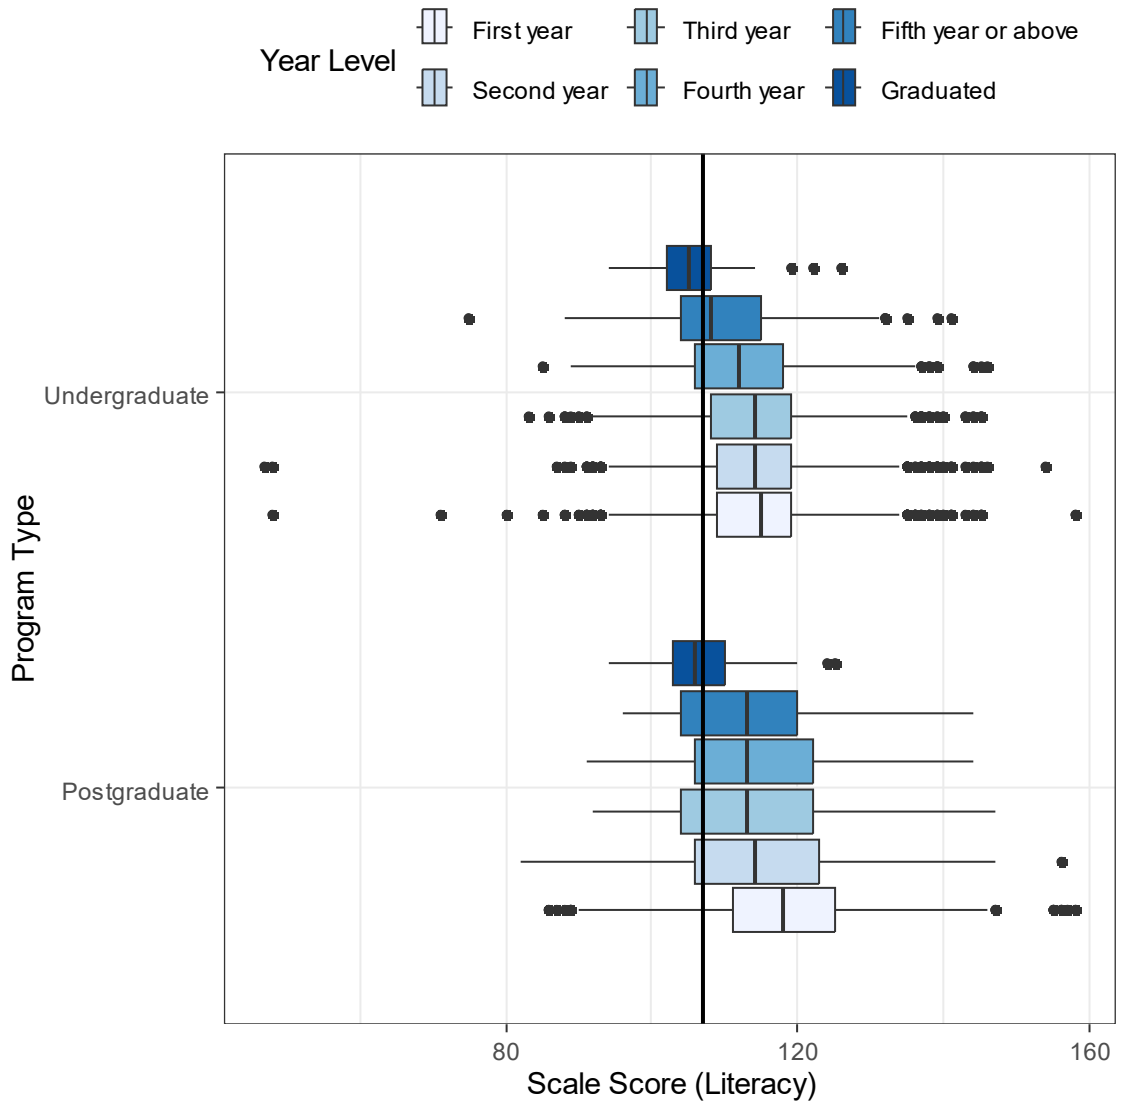 First year Third year Fifth year or above
Year Level
Second year Fourth year Graduated
Undergraduate
Program Type
Postgraduate
80 120 160
Scale Score (Literacy)